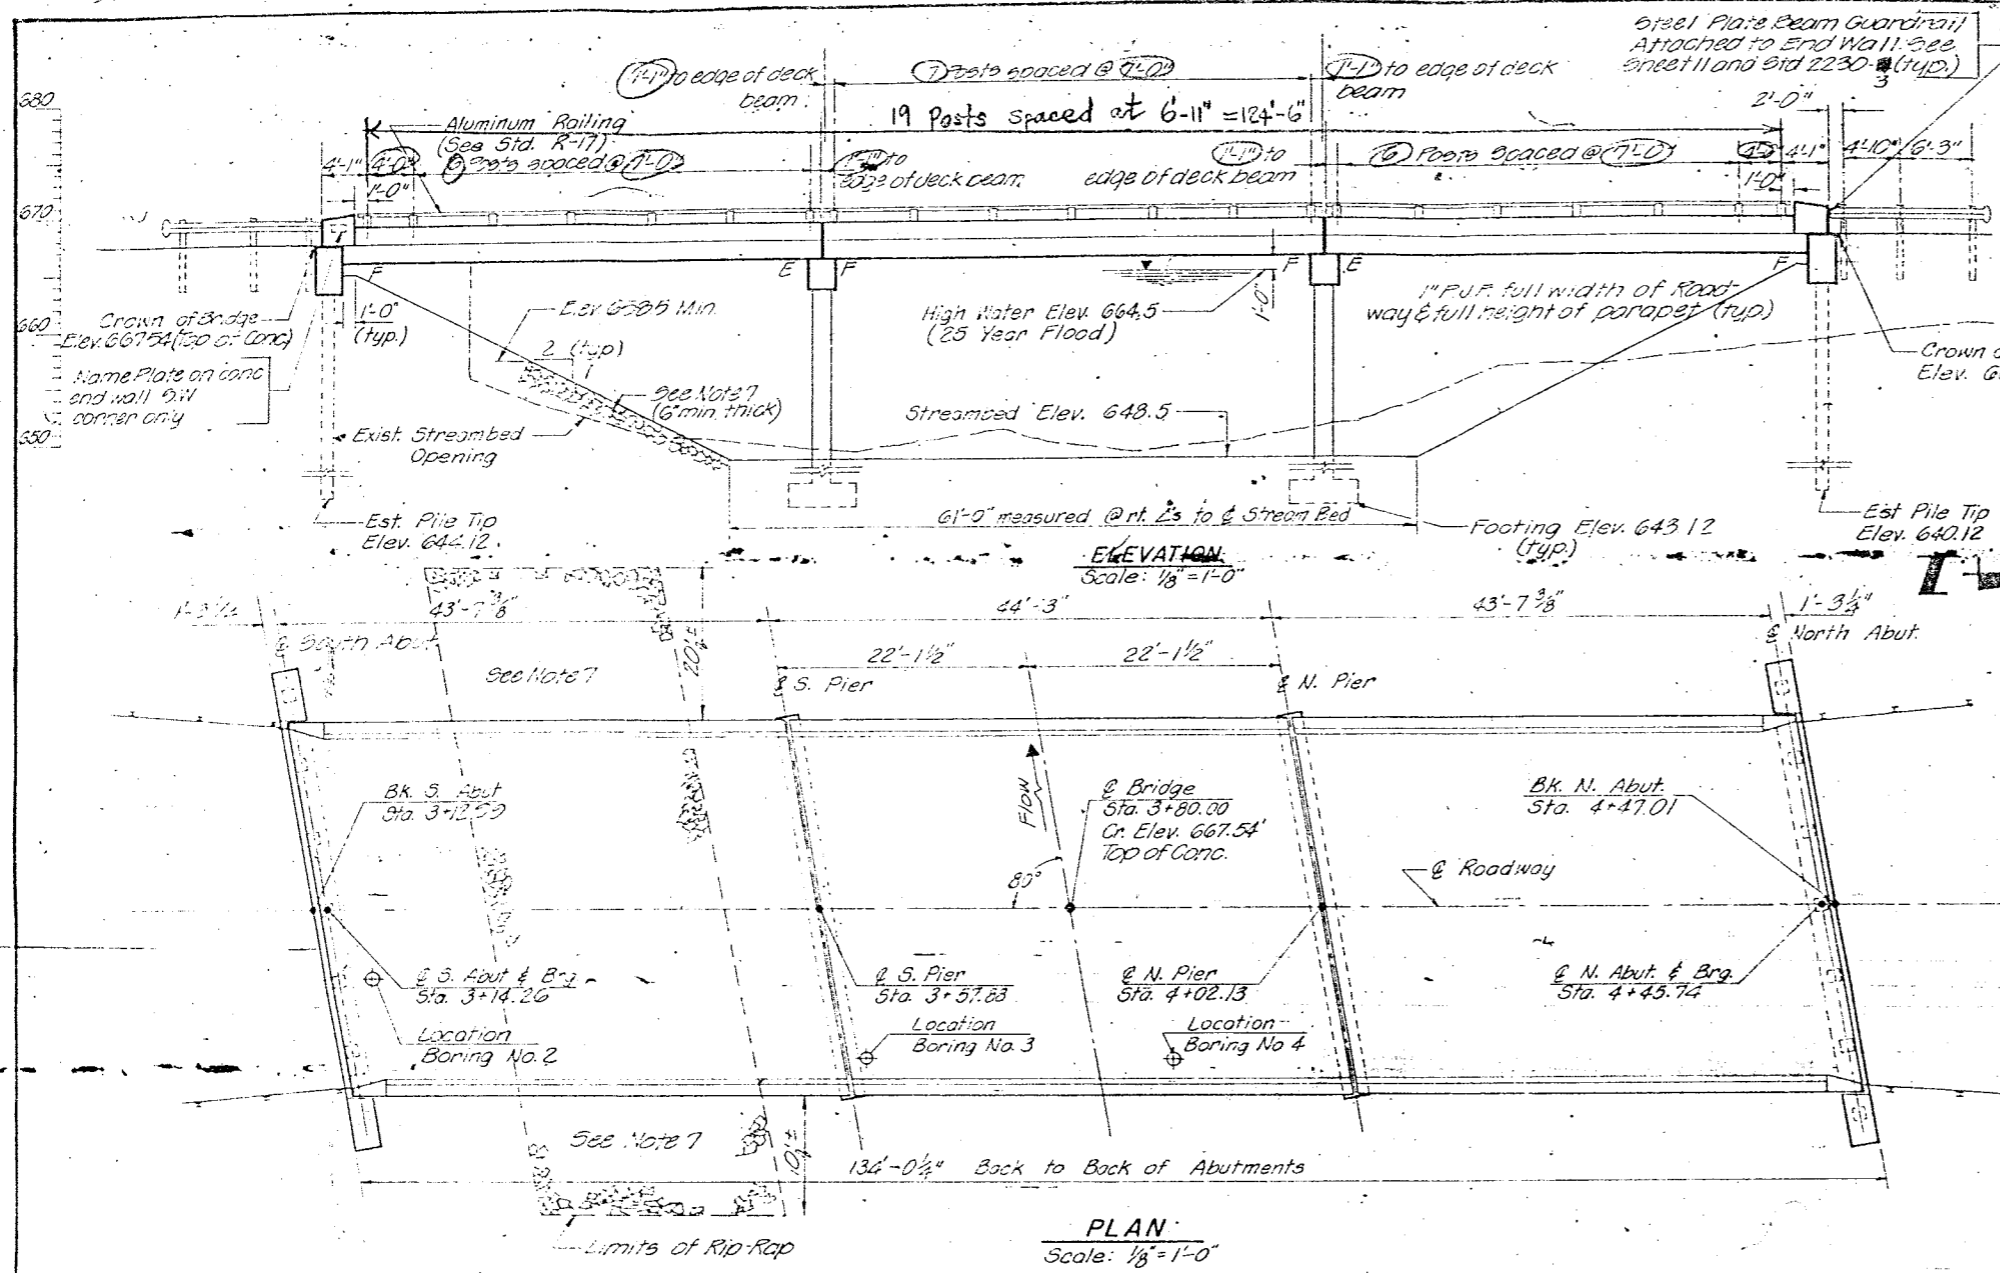 Steel Plate Beam Guardrail
Attached to End Wall. See
Sheet 11 and Std 2230-3 (typ.)
1'-1" to edge of deck
beam.
7 Posts spaced @ 7'-0"
1'-1" to edge of deck
beam
2'-0"
680
19 Posts spaced at 6'-11" = 124'-6"
Aluminum Railing
(See Std. R-17)
4'-1"
4'-0"
6 Posts spaced @ 7'-0"
1'-1" to
edge of deck beam
1'-1" to
edge of deck beam
6 Posts spaced @ 7'-0"
4'-0"
4'-1"
4'-10"
6'-3"
1'-0"
1'-0"
670
F
E
F
F
E
F
660
Crown of Bridge
Elev. 667.54 (Top of Conc)
1'-0"
(typ.)
Elev. 658.5 Min.
High Water Elev. 664.5
(25 Year Flood)
1'-0"
1" P.J.F. full width of Road-
way & full height of parapet (typ.)
2 (typ)
Crown
Elev.
Name Plate on conc
end wall S.W
corner only
See Note 7
(6" min. thick)
Streambed Elev. 648.5
650
Exist. Streambed
Opening
61'-0" measured @ rt. ∠'s to ℄ Stream Bed
Est. Pile Tip
Elev. 644.12
Footing Elev. 643.12
(typ.)
Est Pile Tip
Elev. 640.12
ELEVATION
Scale: 1/8" = 1'-0"
1'-3 1/4"
43'-7 3/8"
44'-3"
43'-7 3/8"
1'-3 1/4"
℄ South Abut.
℄ North Abut.
See Note 7
20'±
22'-1 1/2"
22'-1 1/2"
℄ S. Pier
℄ N. Pier
Bk. S. Abut
Sta. 3+12.99
Flow
℄ Bridge
Sta. 3+80.00
Cr. Elev. 667.54'
Top of Conc.
Bk. N. Abut.
Sta. 4+47.01
80°
℄ Roadway
℄ S. Abut & Brg
Sta. 3+14.26
℄ S. Pier
Sta. 3+57.88
℄ N. Pier
Sta. 4+02.13
℄ N. Abut. & Brg.
Sta. 4+45.74
Location
Boring No. 2
Location
Boring No. 3
Location
Boring No 4
See Note 7
10'±
134'-0 1/4" Back to Back of Abutments
Limits of Rip-Rap
PLAN
Scale: 1/8" = 1'-0"